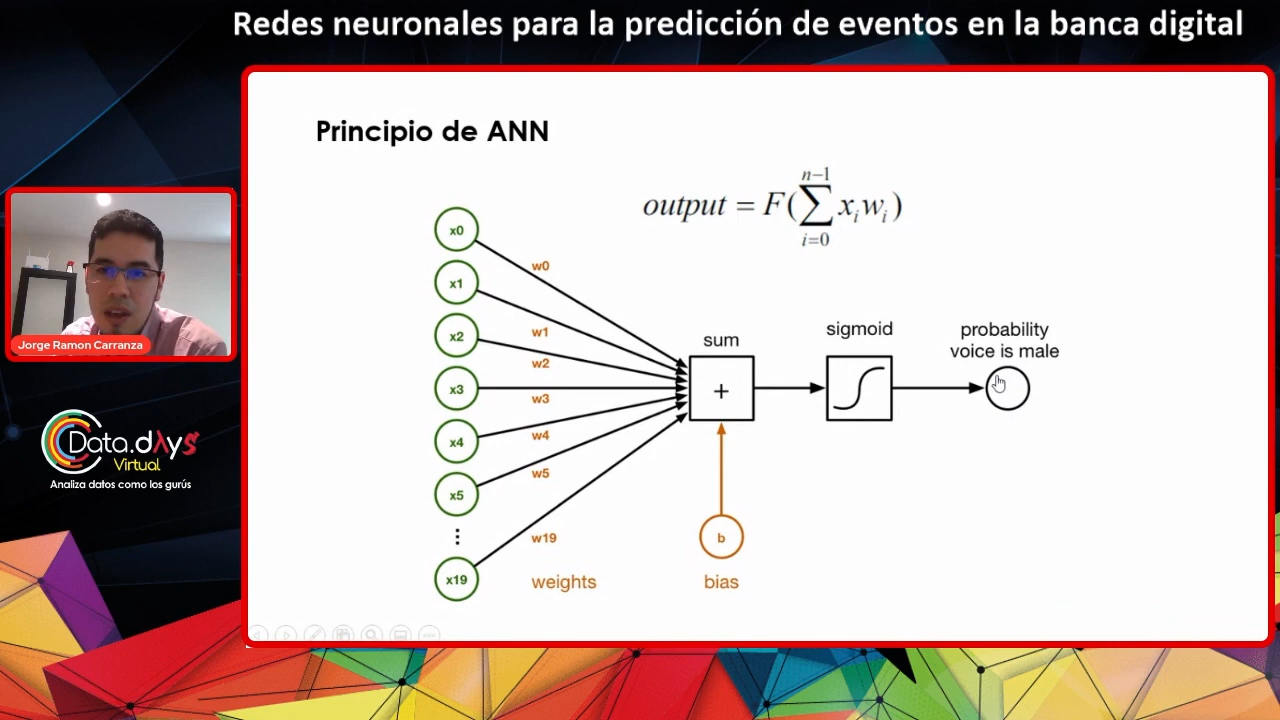 Redes neuronales para la predicción de eventos en la banca digital
Principio de ANN
output = F(∑ x_i w_i)
n-1
i=0
x0
x1
x2
x3
x4
x5
⋮
x19
w0
w1
w2
w3
w4
w5
w19
weights
sum
+
b
bias
sigmoid
probability
voice is male
Jorge Ramon Carranza
Data.dAys
Virtual
Analiza datos como los gurús